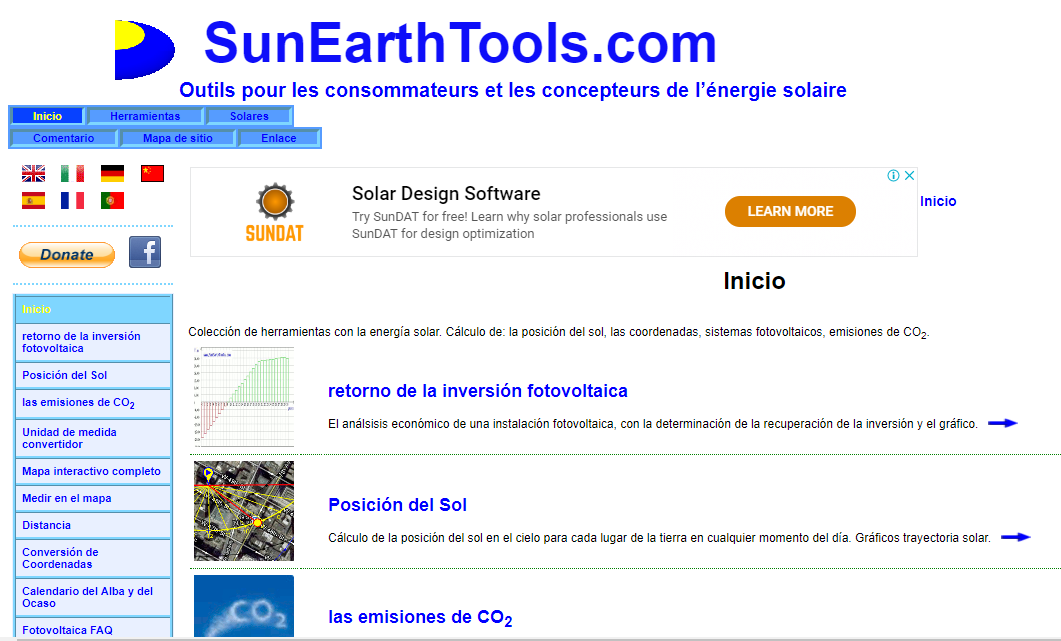 SunEarthTools.com
Outils pour les consommateurs et les concepteurs de l'énergie solaire
Inicio Herramientas Solares
Comentario Mapa de sitio Enlace
Donate
f
SUNDAT
Solar Design Software
Try SunDAT for free! Learn why solar professionals use
SunDAT for design optimization
LEARN MORE
Inicio
Inicio
Inicio
retorno de la inversión
fotovoltaica
Posición del Sol
las emisiones de CO2
Unidad de medida
convertidor
Mapa interactivo completo
Medir en el mapa
Distancia
Conversión de
Coordenadas
Calendario del Alba y del
Ocaso
Fotovoltaica FAQ
Colección de herramientas con la energía solar. Cálculo de: la posición del sol, las coordenadas, sistemas fotovoltaicos, emisiones de CO2.
retorno de la inversión fotovoltaica
El análsisis económico de una instalación fotovoltaica, con la determinación de la recuperación de la inversión y el gráfico.
Posición del Sol
Cálculo de la posición del sol en el cielo para cada lugar de la tierra en cualquier momento del día. Gráficos trayectoria solar.
CO2
las emisiones de CO2